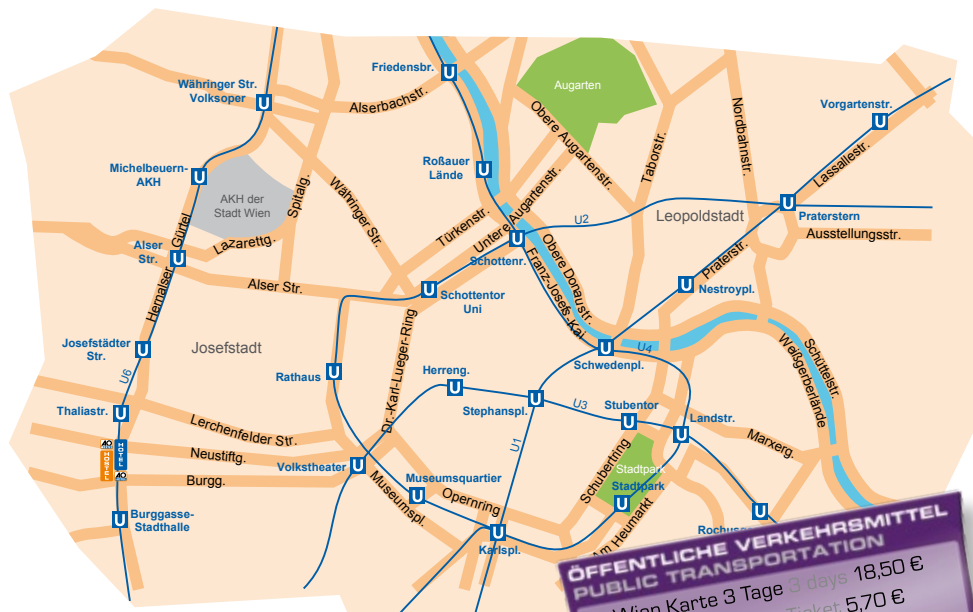 Friedensbr.
Augarten
Währinger Str.
Volksoper
Alserbachstr.
Obere Augartenstr.
Taborstr.
Nordbahnstr.
Vorgartenstr.
Lassallestr.
Michelbeuern-
AKH
AKH der
Stadt Wien
Spitalg.
Währinger Str.
Roßauer
Lände
Türkenstr.
Untere Augartenstr.
U2
Leopoldstadt
Praterstern
Ausstellungsstr.
Alser
Str.
Gürtel
Lazarettg.
Schottenr.
Obere Donaustr.
Franz-Josefs-Kai
Praterstr.
Nestroypl.
Hernalser
Alser Str.
Schottentor
Uni
Josefstädter
Str.
Josefstadt
U6
Rathaus
Dr.-Karl-Lueger-Ring
Herreng.
Stephanspl.
U3
U4
Schwedenpl.
Weißgerberlände
Schüttelstr.
Thaliastr.
Lerchenfelder Str.
Neustiftg.
Burgg.
Volkstheater
U1
Stubentor
Landstr.
Marxerg.
HOSTEL
HOTEL
Museumsquartier
Museumspl.
Opernring
Schubertring
Stadtpark
Stadtpark
Am Heumarkt
Burggasse-
Stadthalle
Karlspl.
Rochus
ÖFFENTLICHE VERKEHRSMITTEL
PUBLIC TRANSPORTATION
Wien Karte 3 Tage 3 days 18,50 €
Ticket 5,70 €